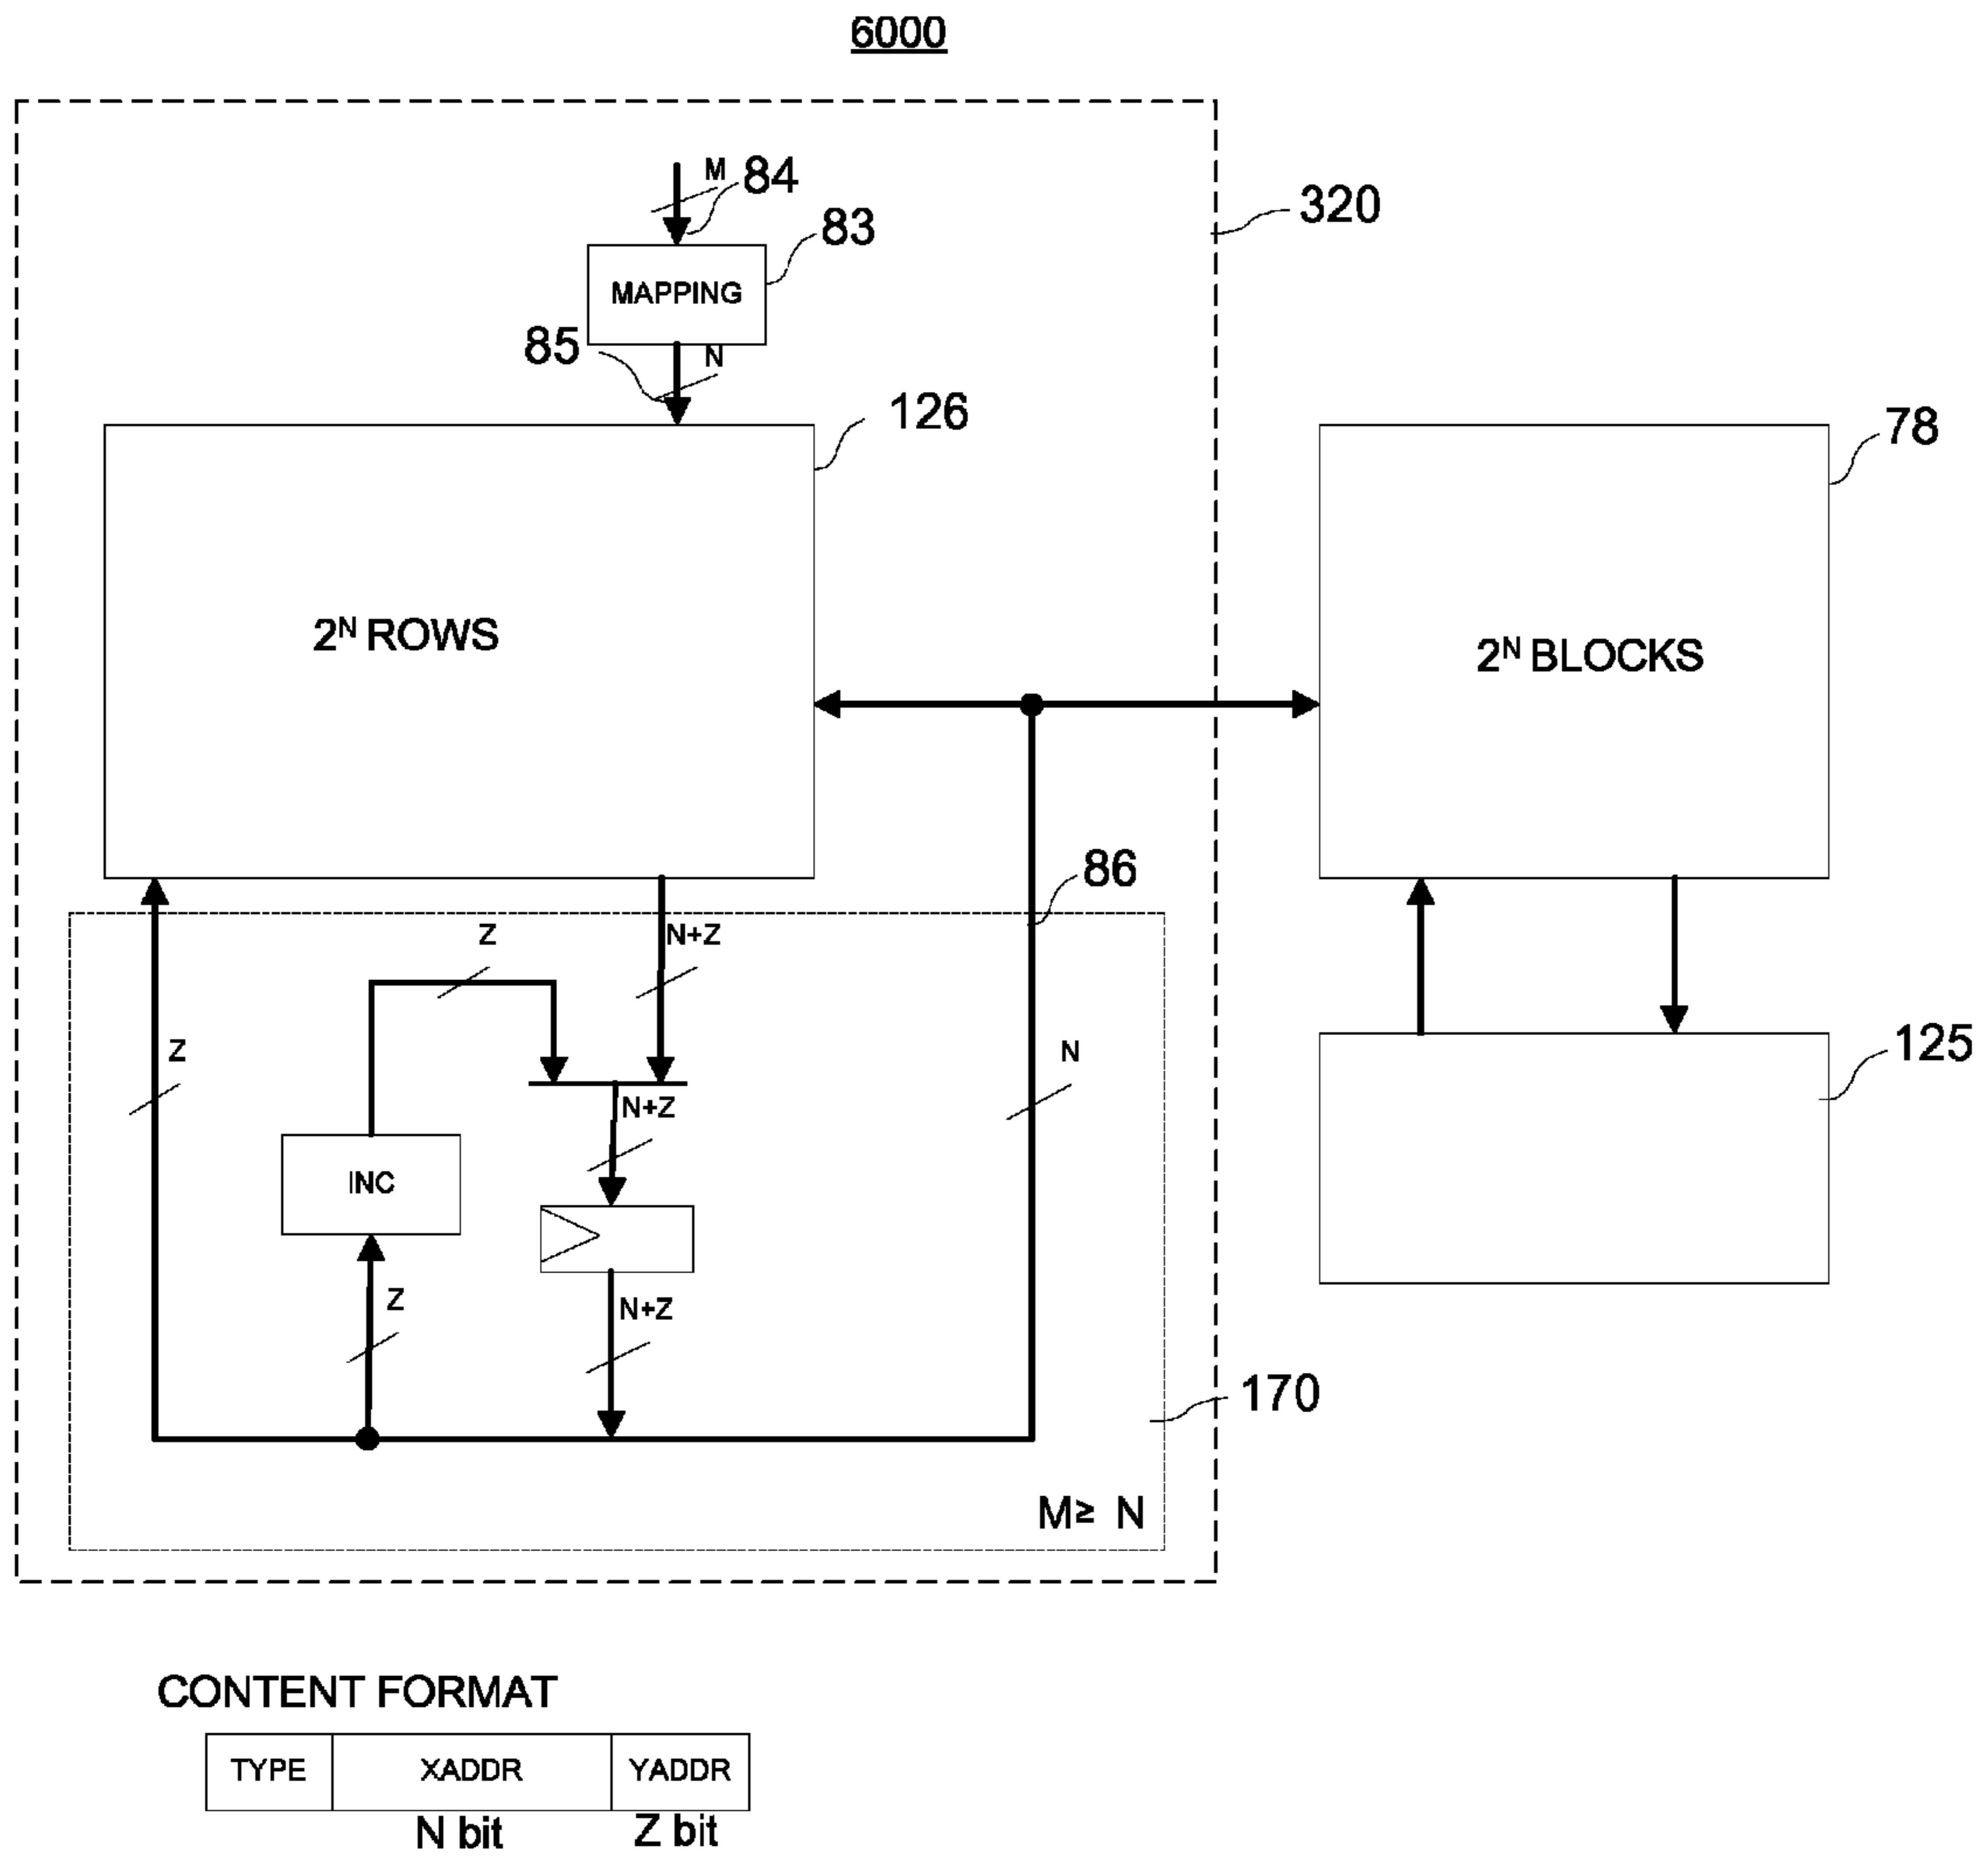 6000
M
84
83
320
MAPPING
85
N
126
78
2ᴺ ROWS
2ᴺ BLOCKS
86
Z
N+Z
Z
N
125
N+Z
INC
Z
N+Z
170
M≥ N
CONTENT FORMAT
TYPE XADDR YADDR
N bit Z bit